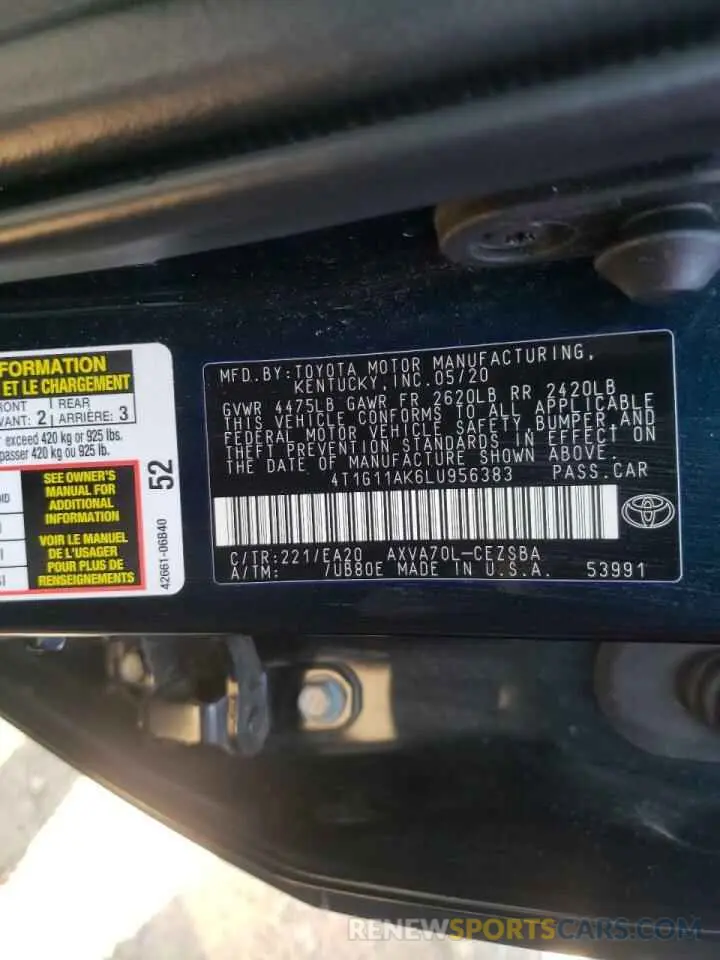 FORMATION
ET LE CHARGEMENT
RONT
VANT: 2
REAR
ARRIÈRE: 3
exceed 420 kg or 925 lbs.
passer 420 kg ou 925 lb.
SEE OWNER'S
MANUAL FOR
ADDITIONAL
INFORMATION
VOIR LE MANUEL
DE L'USAGER
POUR PLUS DE
RENSEIGNEMENTS
52
42661-06B40
MFD.BY:TOYOTA MOTOR MANUFACTURING,
KENTUCKY,INC.05/20
GVWR 4475LB GAWR FR 2620LB RR 2420LB
THIS VEHICLE CONFORMS TO ALL APPLICABLE
FEDERAL MOTOR VEHICLE SAFETY,BUMPER,AND
THEFT PREVENTION STANDARDS IN EFFECT ON
THE DATE OF MANUFACTURE SHOWN ABOVE.
4T1G11AK6LU956383 PASS.CAR
C/TR:221/EA20 AXVA70L-CEZSBA
A/TM: 7UB80E MADE IN U.S.A. 53991
RENEWSPORTSCARS.COM